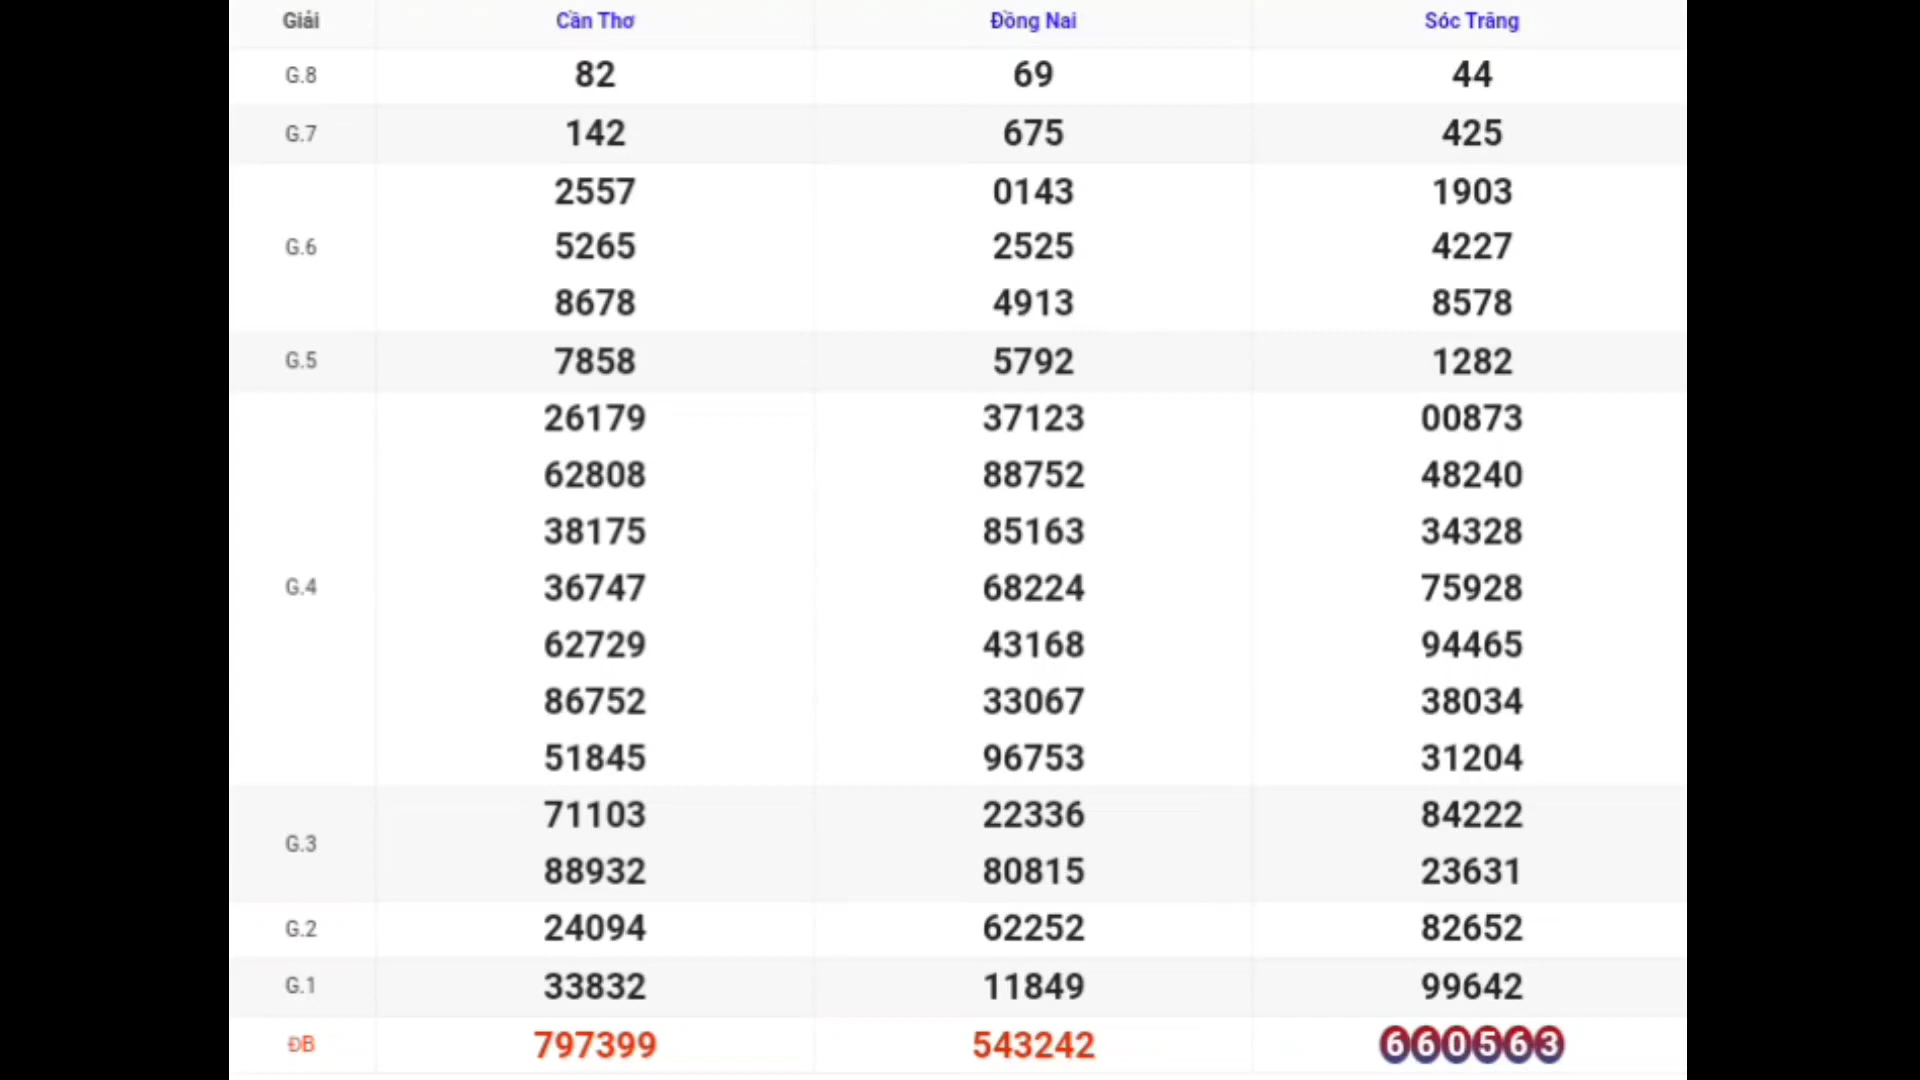 Giải Cần Thơ Đồng Nai Sóc Trăng
G.8 82 69 44
G.7 142 675 425
2557 0143 1903
G.6 5265 2525 4227
8678 4913 8578
G.5 7858 5792 1282
26179 37123 00873
62808 88752 48240
38175 85163 34328
G.4 36747 68224 75928
62729 43168 94465
86752 33067 38034
51845 96753 31204
71103 22336 84222
G.3
88932 80815 23631
G.2 24094 62252 82652
G.1 33832 11849 99642
ĐB 797399 543242 660563